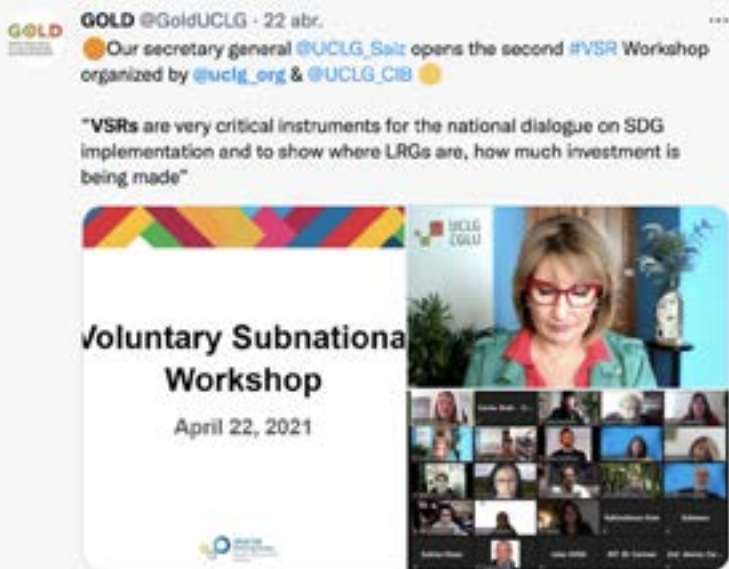 GOLD
GOLD @GoldUCLG · 22 abr.
Our secretary general @UCLG_Saiz opens the second #VSR Workshop
organized by @uclg_org & @UCLG_CIB
"VSRs are very critical instruments for the national dialogue on SDG
implementation and to show where LRGs are, how much investment is
being made"
Voluntary Subnationa
Workshop
April 22, 2021
UCLG
CGLU